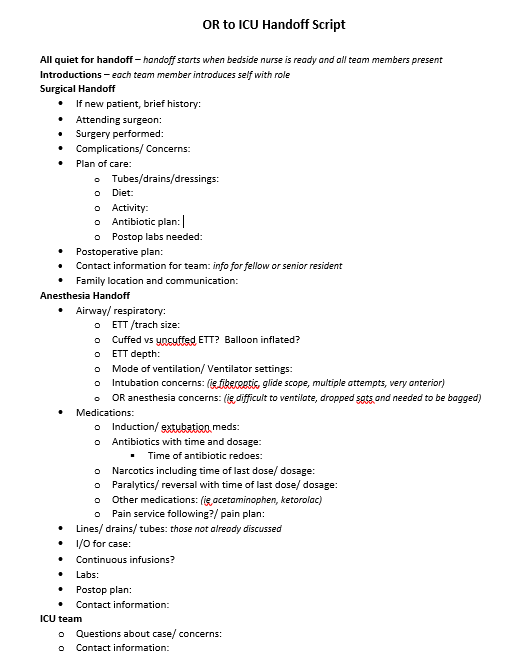 OR to ICU Handoff Script
All quiet for handoff – handoff starts when bedside nurse is ready and all team members present
Introductions – each team member introduces self with role
Surgical Handoff
• If new patient, brief history:
• Attending surgeon:
• Surgery performed:
• Complications/ Concerns:
• Plan of care:
o Tubes/drains/dressings:
o Diet:
o Activity:
o Antibiotic plan:
o Postop labs needed:
• Postoperative plan:
• Contact information for team: info for fellow or senior resident
• Family location and communication:
Anesthesia Handoff
• Airway/ respiratory:
o ETT /trach size:
o Cuffed vs uncuffed ETT? Balloon inflated?
o ETT depth:
o Mode of ventilation/ Ventilator settings:
o Intubation concerns: (ie fiberoptic, glide scope, multiple attempts, very anterior)
o OR anesthesia concerns: (ie difficult to ventilate, dropped sats and needed to be bagged)
• Medications:
o Induction/ extubation meds:
o Antibiotics with time and dosage:
▪ Time of antibiotic redoes:
o Narcotics including time of last dose/ dosage:
o Paralytics/ reversal with time of last dose/ dosage:
o Other medications: (ie acetaminophen, ketorolac)
o Pain service following?/ pain plan:
• Lines/ drains/ tubes: those not already discussed
• I/O for case:
• Continuous infusions?
• Labs:
• Postop plan:
• Contact information:
ICU team
o Questions about case/ concerns:
o Contact information: